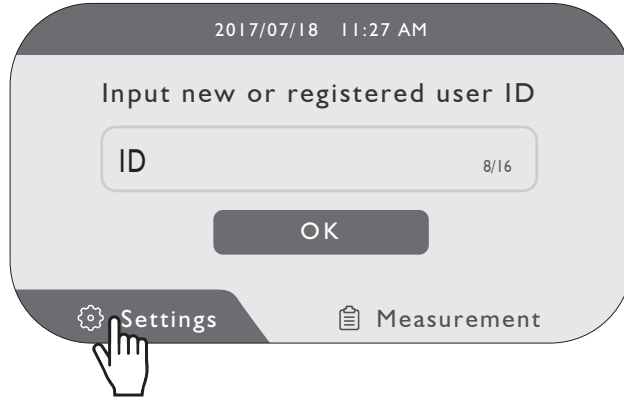 2017/07/18 11:27 AM
Input new or registered user ID
ID 8/16
OK
Settings Measurement